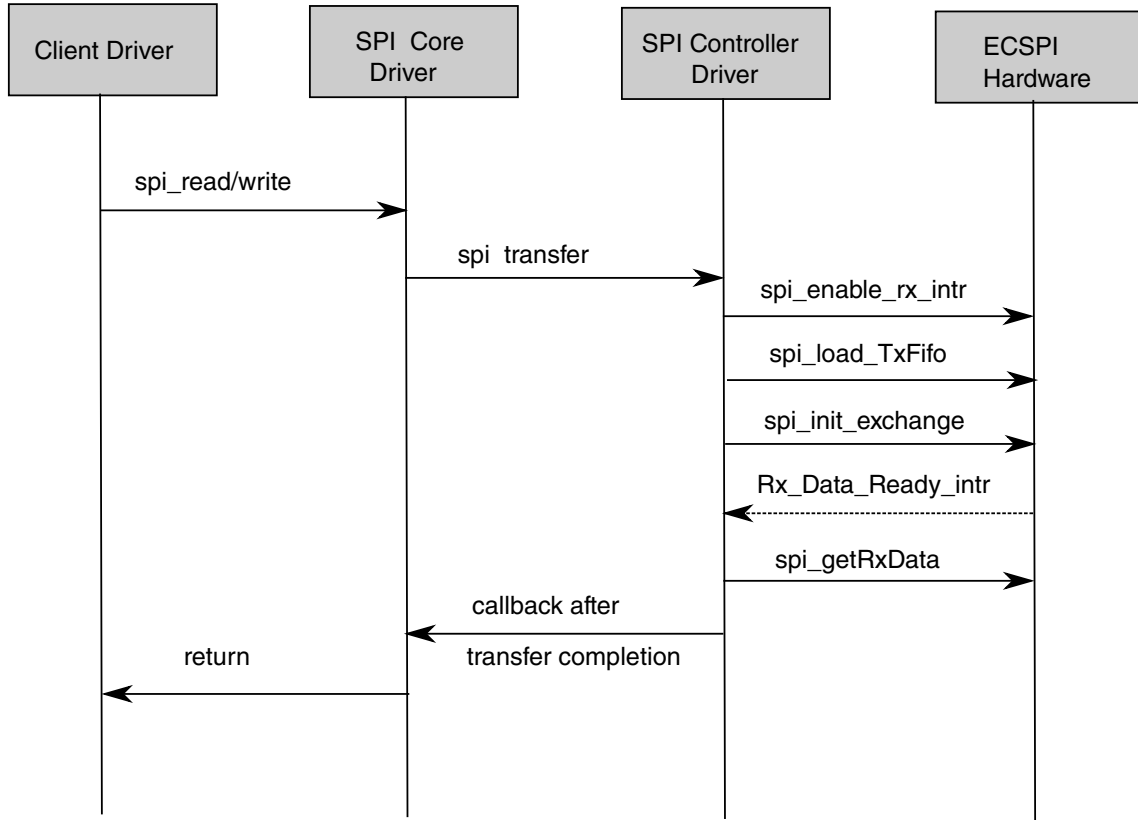 Client Driver
SPI Core
Driver
SPI Controller
Driver
ECSPI
Hardware
spi_read/write
spi transfer
spi_enable_rx_intr
spi_load_TxFifo
spi_init_exchange
Rx_Data_Ready_intr
spi_getRxData
callback after
transfer completion
return